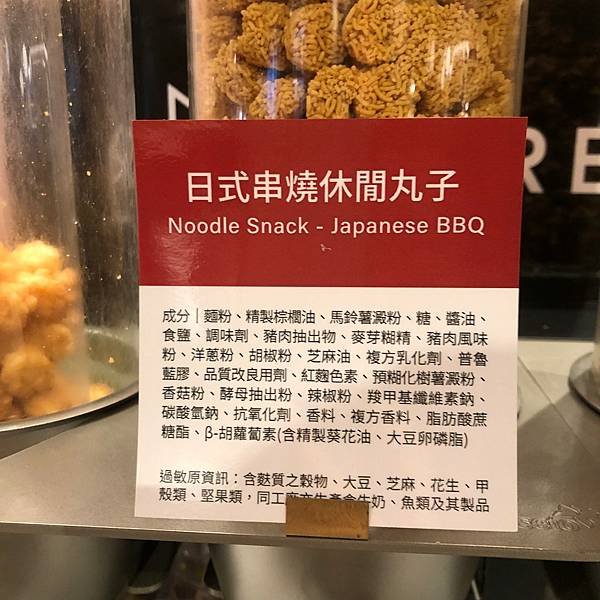 RE
日式串燒休閒丸子
Noodle Snack - Japanese BBQ
成分｜麵粉、精製棕櫚油、馬鈴薯澱粉、糖、醬油、
食鹽、調味劑、豬肉抽出物、麥芽糊精、豬肉風味
粉、洋蔥粉、胡椒粉、芝麻油、複方乳化劑、普魯
藍膠、品質改良用劑、紅麴色素、預糊化樹薯澱粉、
香菇粉、酵母抽出粉、辣椒粉、羧甲基纖維素鈉、
碳酸氫鈉、抗氧化劑、香料、複方香料、脂肪酸蔗
糖酯、β-胡蘿蔔素(含精製葵花油、大豆卵磷脂)
過敏原資訊：含麩質之穀物、大豆、芝麻、花生、甲
殼類、堅果類，同工廠亦生產含牛奶、魚類及其製品